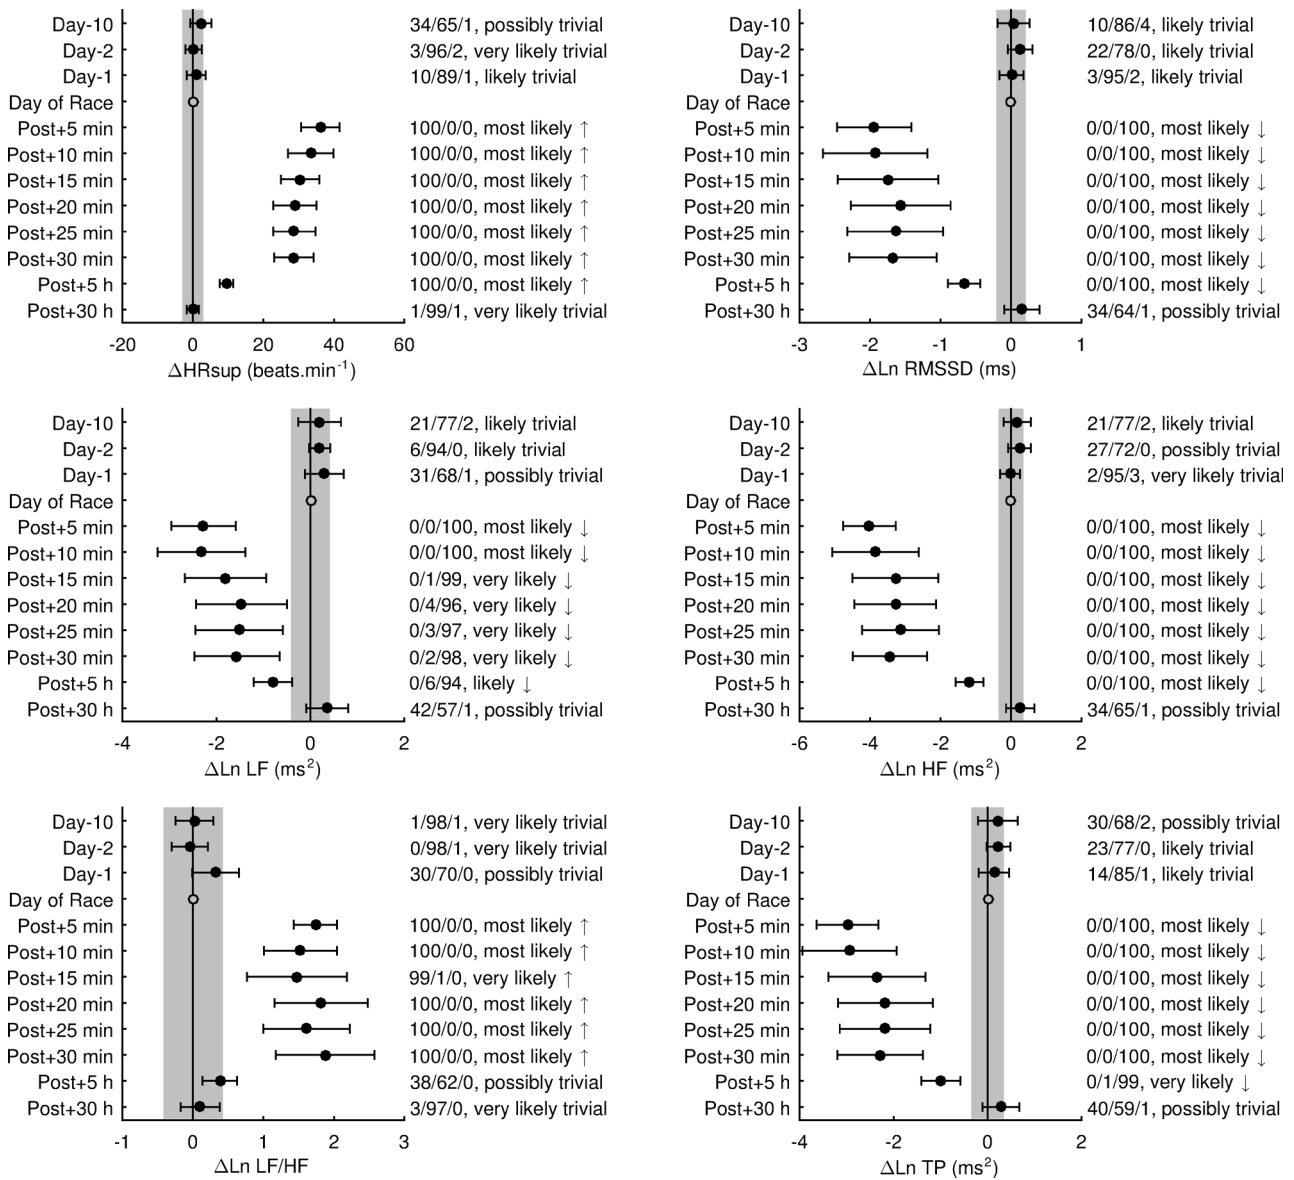 Day-10 34/65/1, possibly trivial
Day-2 3/96/2, very likely trivial
Day-1 10/89/1, likely trivial
Day of Race
Post+5 min 100/0/0, most likely ↑
Post+10 min 100/0/0, most likely ↑
Post+15 min 100/0/0, most likely ↑
Post+20 min 100/0/0, most likely ↑
Post+25 min 100/0/0, most likely ↑
Post+30 min 100/0/0, most likely ↑
Post+5 h 100/0/0, most likely ↑
Post+30 h 1/99/1, very likely trivial
-20 0 20 40 60
ΔHRsup (beats.min⁻¹)
Day-10 10/86/4, likely trivial
Day-2 22/78/0, likely trivial
Day-1 3/95/2, likely trivial
Day of Race
Post+5 min 0/0/100, most likely ↓
Post+10 min 0/0/100, most likely ↓
Post+15 min 0/0/100, most likely ↓
Post+20 min 0/0/100, most likely ↓
Post+25 min 0/0/100, most likely ↓
Post+30 min 0/0/100, most likely ↓
Post+5 h 0/0/100, most likely ↓
Post+30 h 34/64/1, possibly trivial
-3 -2 -1 0 1
ΔLn RMSSD (ms)
Day-10 21/77/2, likely trivial
Day-2 6/94/0, likely trivial
Day-1 31/68/1, possibly trivial
Day of Race
Post+5 min 0/0/100, most likely ↓
Post+10 min 0/0/100, most likely ↓
Post+15 min 0/1/99, very likely ↓
Post+20 min 0/4/96, very likely ↓
Post+25 min 0/3/97, very likely ↓
Post+30 min 0/2/98, very likely ↓
Post+5 h 0/6/94, likely ↓
Post+30 h 42/57/1, possibly trivial
-4 -2 0 2
ΔLn LF (ms²)
Day-10 21/77/2, likely trivial
Day-2 27/72/0, possibly trivial
Day-1 2/95/3, very likely trivial
Day of Race
Post+5 min 0/0/100, most likely ↓
Post+10 min 0/0/100, most likely ↓
Post+15 min 0/0/100, most likely ↓
Post+20 min 0/0/100, most likely ↓
Post+25 min 0/0/100, most likely ↓
Post+30 min 0/0/100, most likely ↓
Post+5 h 0/0/100, most likely ↓
Post+30 h 34/65/1, possibly trivial
-6 -4 -2 0 2
ΔLn HF (ms²)
Day-10 1/98/1, very likely trivial
Day-2 0/98/1, very likely trivial
Day-1 30/70/0, possibly trivial
Day of Race
Post+5 min 100/0/0, most likely ↑
Post+10 min 100/0/0, most likely ↑
Post+15 min 99/1/0, very likely ↑
Post+20 min 100/0/0, most likely ↑
Post+25 min 100/0/0, most likely ↑
Post+30 min 100/0/0, most likely ↑
Post+5 h 38/62/0, possibly trivial
Post+30 h 3/97/0, very likely trivial
-1 0 1 2 3
ΔLn LF/HF
Day-10 30/68/2, possibly trivial
Day-2 23/77/0, likely trivial
Day-1 14/85/1, likely trivial
Day of Race
Post+5 min 0/0/100, most likely ↓
Post+10 min 0/0/100, most likely ↓
Post+15 min 0/0/100, most likely ↓
Post+20 min 0/0/100, most likely ↓
Post+25 min 0/0/100, most likely ↓
Post+30 min 0/0/100, most likely ↓
Post+5 h 0/1/99, very likely ↓
Post+30 h 40/59/1, possibly trivial
-4 -2 0 2
ΔLn TP (ms²)